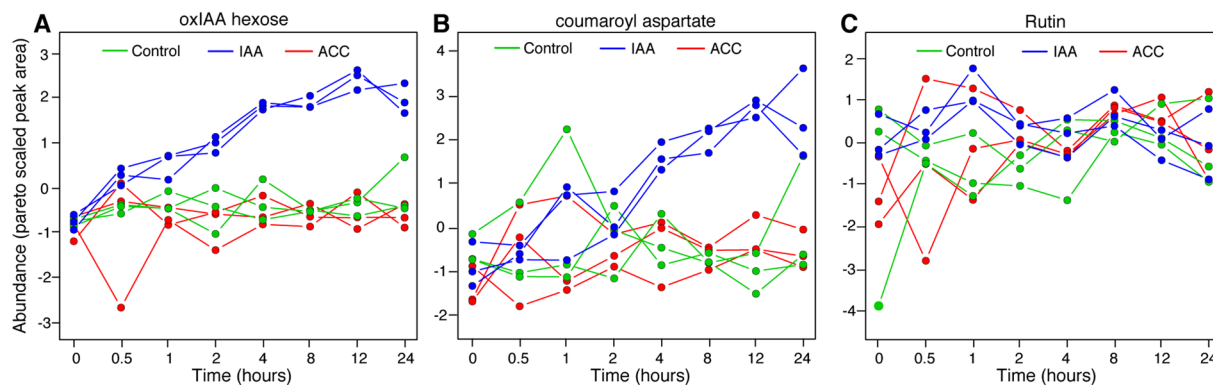 A oxIAA hexose
Control IAA ACC
Abundance (pareto scaled peak area)
3
2
1
0
-1
-2
-3
0 0.5 1 2 4 8 12 24
Time (hours)
B coumaroyl aspartate
Control IAA ACC
4
3
2
1
0
-1
-2
0 0.5 1 2 4 8 12 24
Time (hours)
C Rutin
Control IAA ACC
2
1
0
-1
-2
-3
-4
0 0.5 1 2 4 8 12 24
Time (hours)